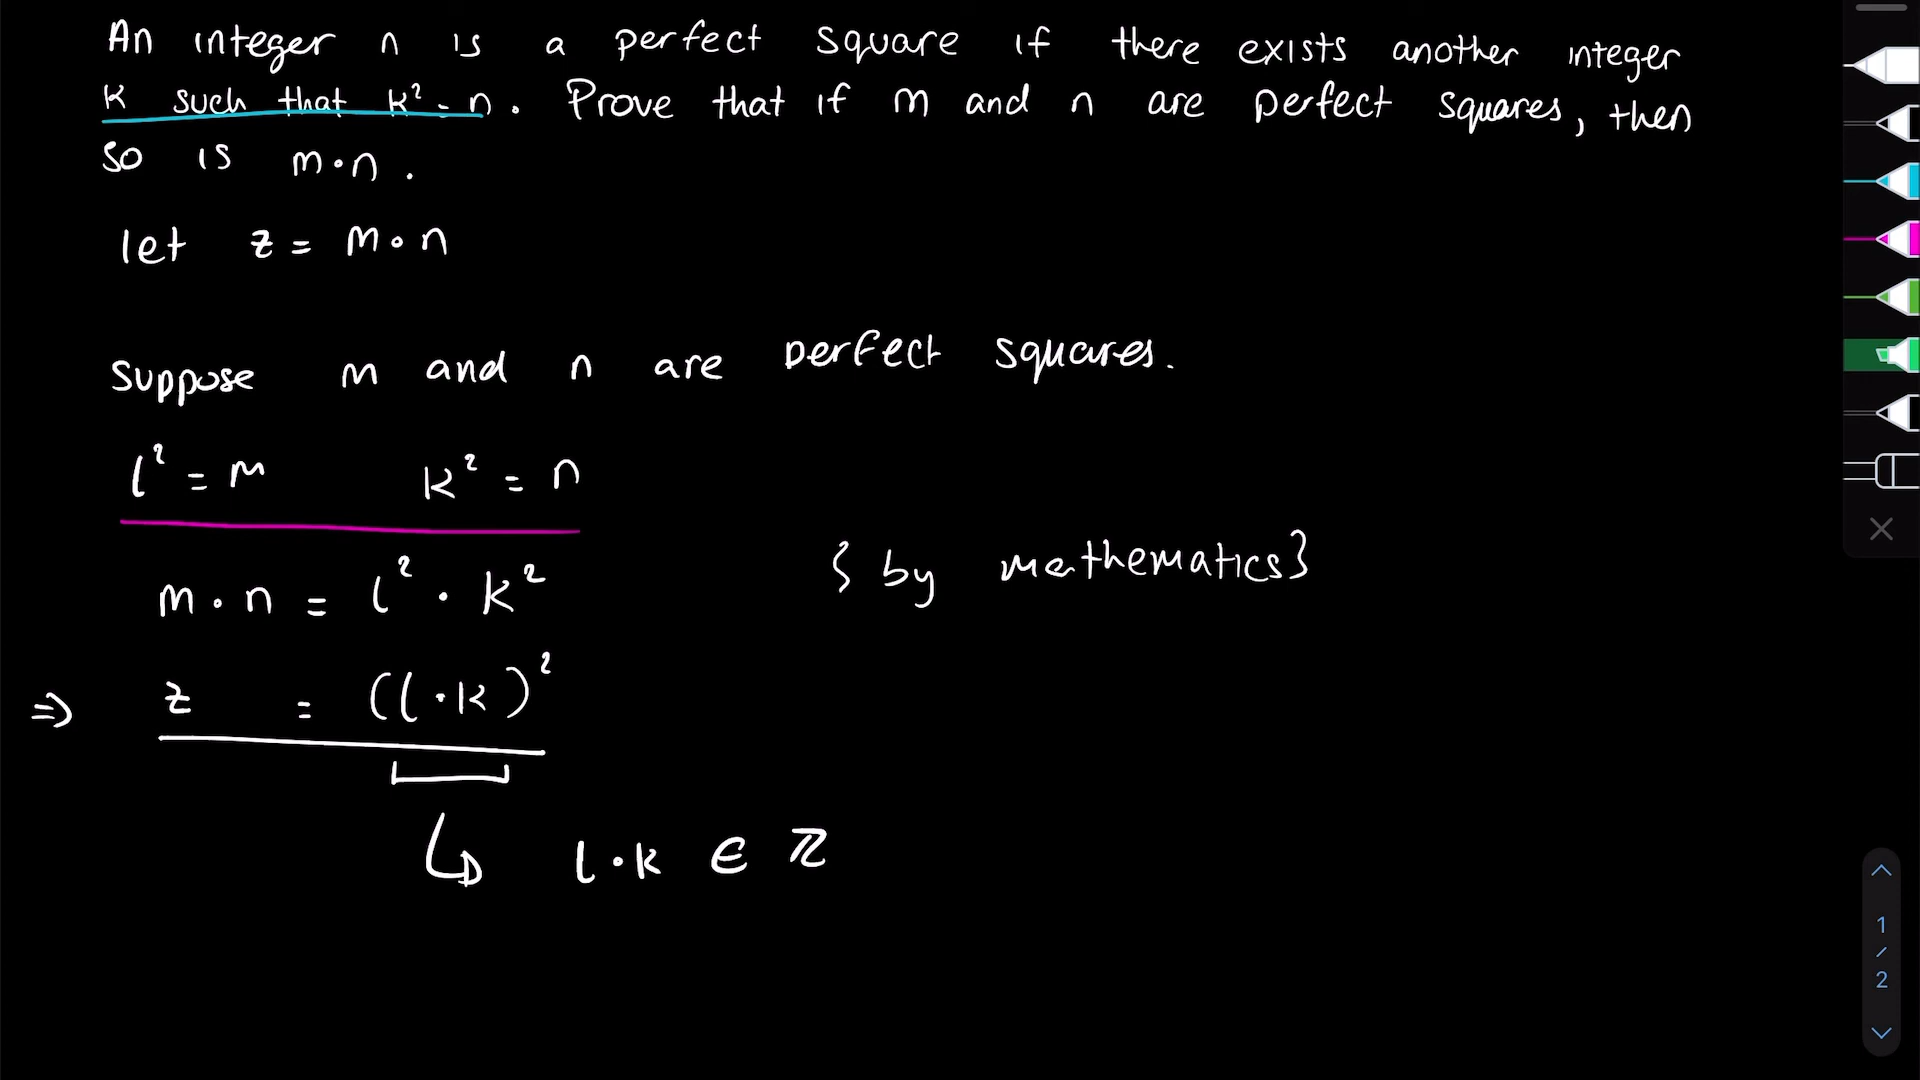 An integer n is a perfect square if there exists another integer
k such that k² = n. Prove that if m and n are perfect squares, then
so is m·n.
let z = m·n
suppose m and n are perfect squares.
l² = m k² = n
m·n = l² · k² { by mathematics}
⇒ z = (l·k)²
↳ l·k ∈ ℤ
1
/
2